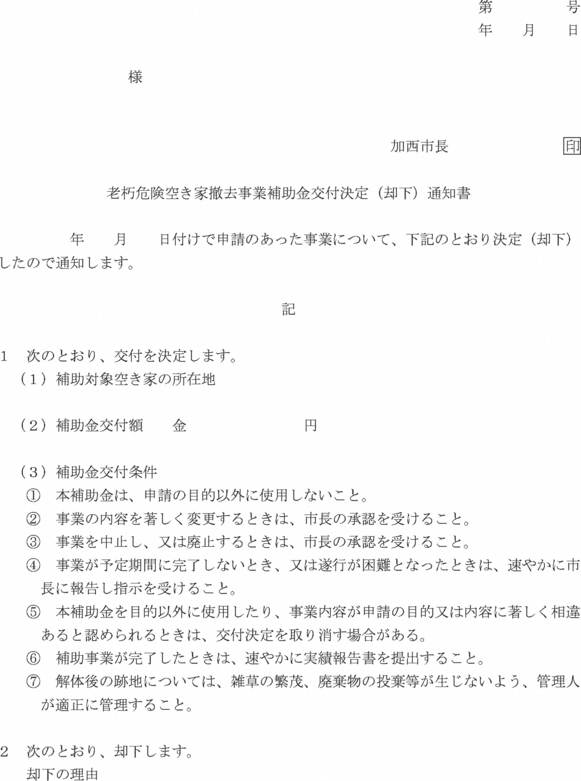 第　　　　　号
年　　月　　日
様
加西市長　　　　　　　　印
老朽危険空き家撤去事業補助金交付決定（却下）通知書
年　　月　　日付けで申請のあった事業について、下記のとおり決定（却下）
したので通知します。
記
１　次のとおり、交付を決定します。
（１）補助対象空き家の所在地
（２）補助金交付額　　金　　　　　　　　円
（３）補助金交付条件
①　本補助金は、申請の目的以外に使用しないこと。
②　事業の内容を著しく変更するときは、市長の承認を受けること。
③　事業を中止し、又は廃止するときは、市長の承認を受けること。
④　事業が予定期間に完了しないとき、又は遂行が困難となったときは、速やかに市
長に報告し指示を受けること。
⑤　本補助金を目的以外に使用したり、事業内容が申請の目的又は内容に著しく相違
あると認められるときは、交付決定を取り消す場合がある。
⑥　補助事業が完了したときは、速やかに実績報告書を提出すること。
⑦　解体後の跡地については、雑草の繁茂、廃棄物の投棄等が生じないよう、管理人
が適正に管理すること。
２　次のとおり、却下します。
却下の理由